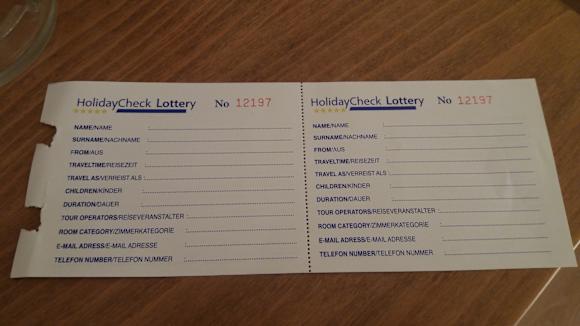 HolidayCheck Lottery No 12197
NAME/NAME :
SURNAME/NACHNAME :
FROM/AUS :
TRAVELTIME/REISEZEIT :
TRAVEL AS/VERREIST ALS :
CHILDREN/KINDER :
DURATION/DAUER :
TOUR OPERATORS/REISEVERANSTALTER :
ROOM CATEGORY/ZIMMERKATEGORIE :
E-MAIL ADRESS/E-MAIL ADRESSE :
TELEFON NUMBER/TELEFON NUMMER :
HolidayCheck Lottery No 12197
NAME/NAME :
SURNAME/NACHNAME :
FROM/AUS :
TRAVELTIME/REISEZEIT :
TRAVEL AS/VERREIST ALS :
CHILDREN/KINDER :
DURATION/DAUER :
TOUR OPERATORS/REISEVERANSTALTER :
ROOM CATEGORY/ZIMMERKATEGORIE :
E-MAIL ADRESS/E-MAIL ADRESSE :
TELEFON NUMBER/TELEFON NUMMER :